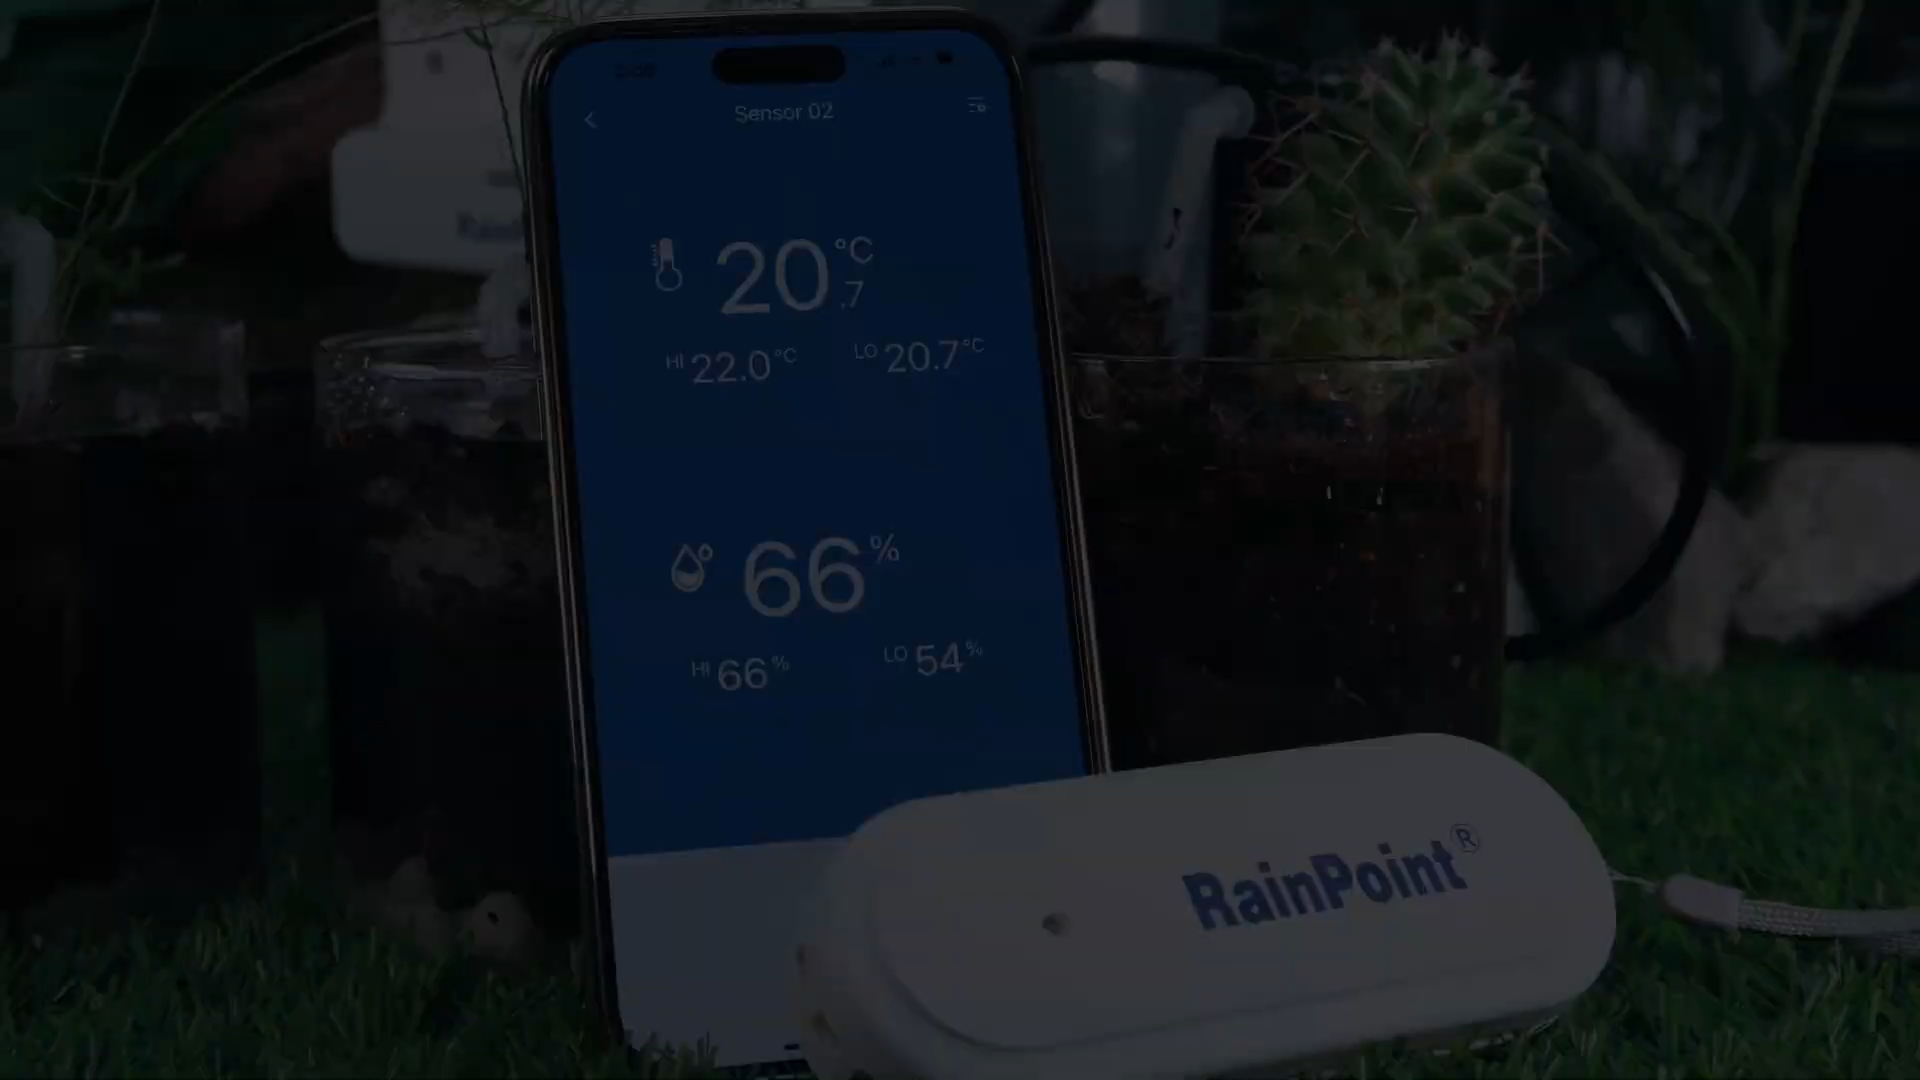 Sensor 02
20.7°C
HI 22.0°C LO 20.7°C
66%
HI 66% LO 54%
RainPoint®